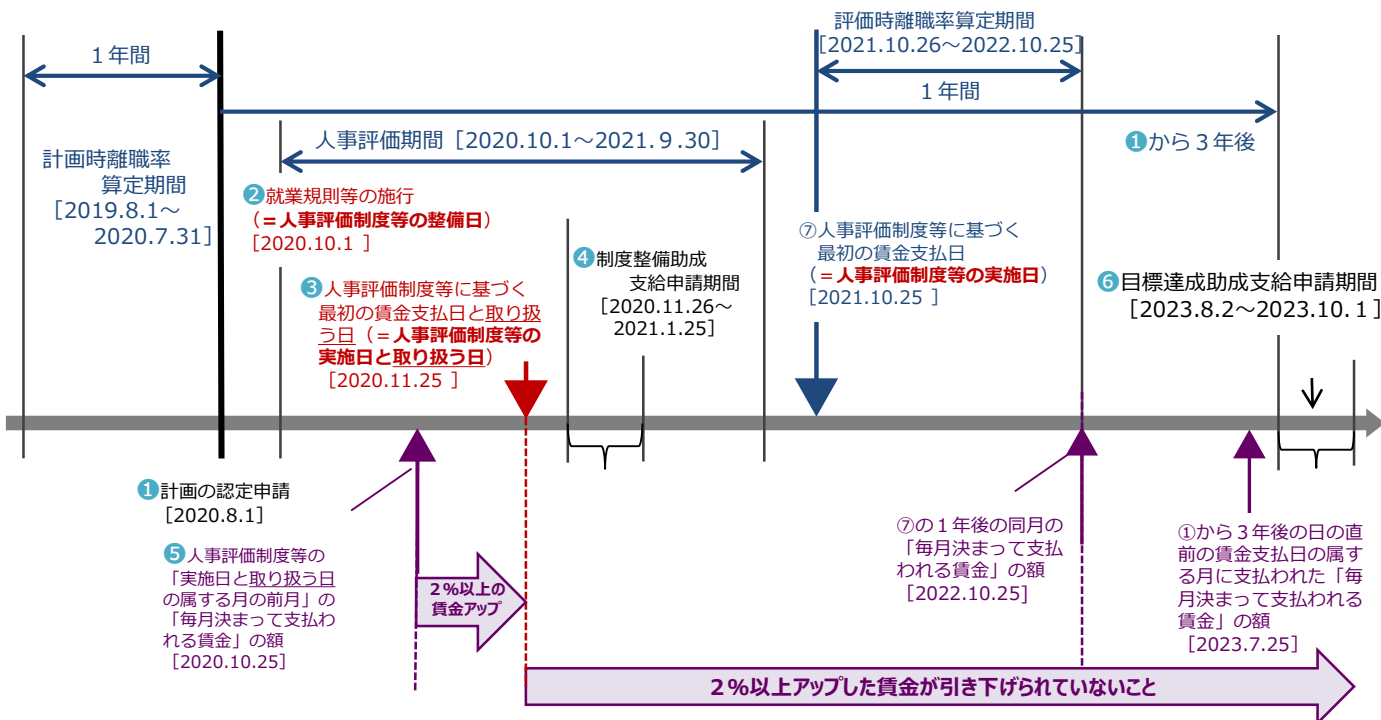 １年間
計画時離職率
算定期間
［2019.8.1～
2020.7.31］
評価時離職率算定期間
［2021.10.26～2022.10.25］
１年間
人事評価期間［2020.10.1～2021.９.30］
❶から３年後
❷就業規則等の施行
（＝人事評価制度等の整備日）
［2020.10.1 ］
❸人事評価制度等に基づく
最初の賃金支払日と取り扱
う日（＝人事評価制度等の
実施日と取り扱う日）
［2020.11.25 ］
❹制度整備助成
支給申請期間
［2020.11.26～
2021.1.25］
⑦人事評価制度等に基づく
最初の賃金支払日
（＝人事評価制度等の実施日）
［2021.10.25 ］
❻目標達成助成支給申請期間
［2023.8.2～2023.10.１］
❶計画の認定申請
［2020.8.1］
❺人事評価制度等の
「実施日と取り扱う日
の属する月の前月」の
「毎月決まって支払わ
れる賃金」の額
［2020.10.25］
２%以上の
賃金アップ
⑦の１年後の同月の
「毎月決まって支払
われる賃金」の額
［2022.10.25］
①から３年後の日の直
前の賃金支払日の属す
る月に支払われた「毎
月決まって支払われる
賃金」の額
［2023.7.25］
２%以上アップした賃金が引き下げられていないこと